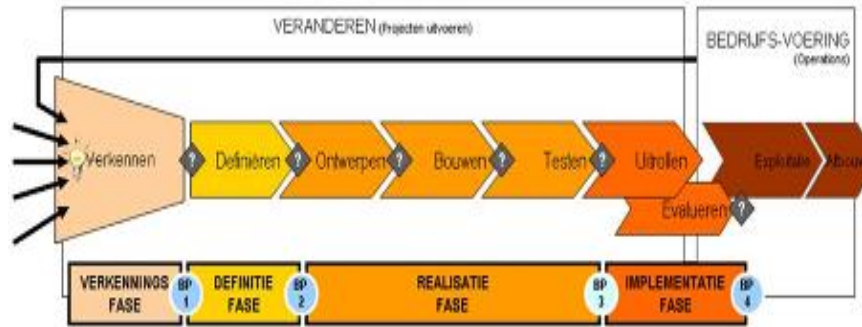 VERANDEREN (Projecten uitvoeren)
BEDRIJFS-VOERING
(Operations)
Verkennen
?
Definiëren
?
Ontwerpen
?
Bouwen
?
Testen
?
Uitrollen
Exploitatie
Afbouw
Evalueren
?
VERKENNINGS
FASE
BP
1
DEFINITIE
FASE
BP
2
REALISATIE
FASE
BP
3
IMPLEMENTATIE
FASE
BP
4